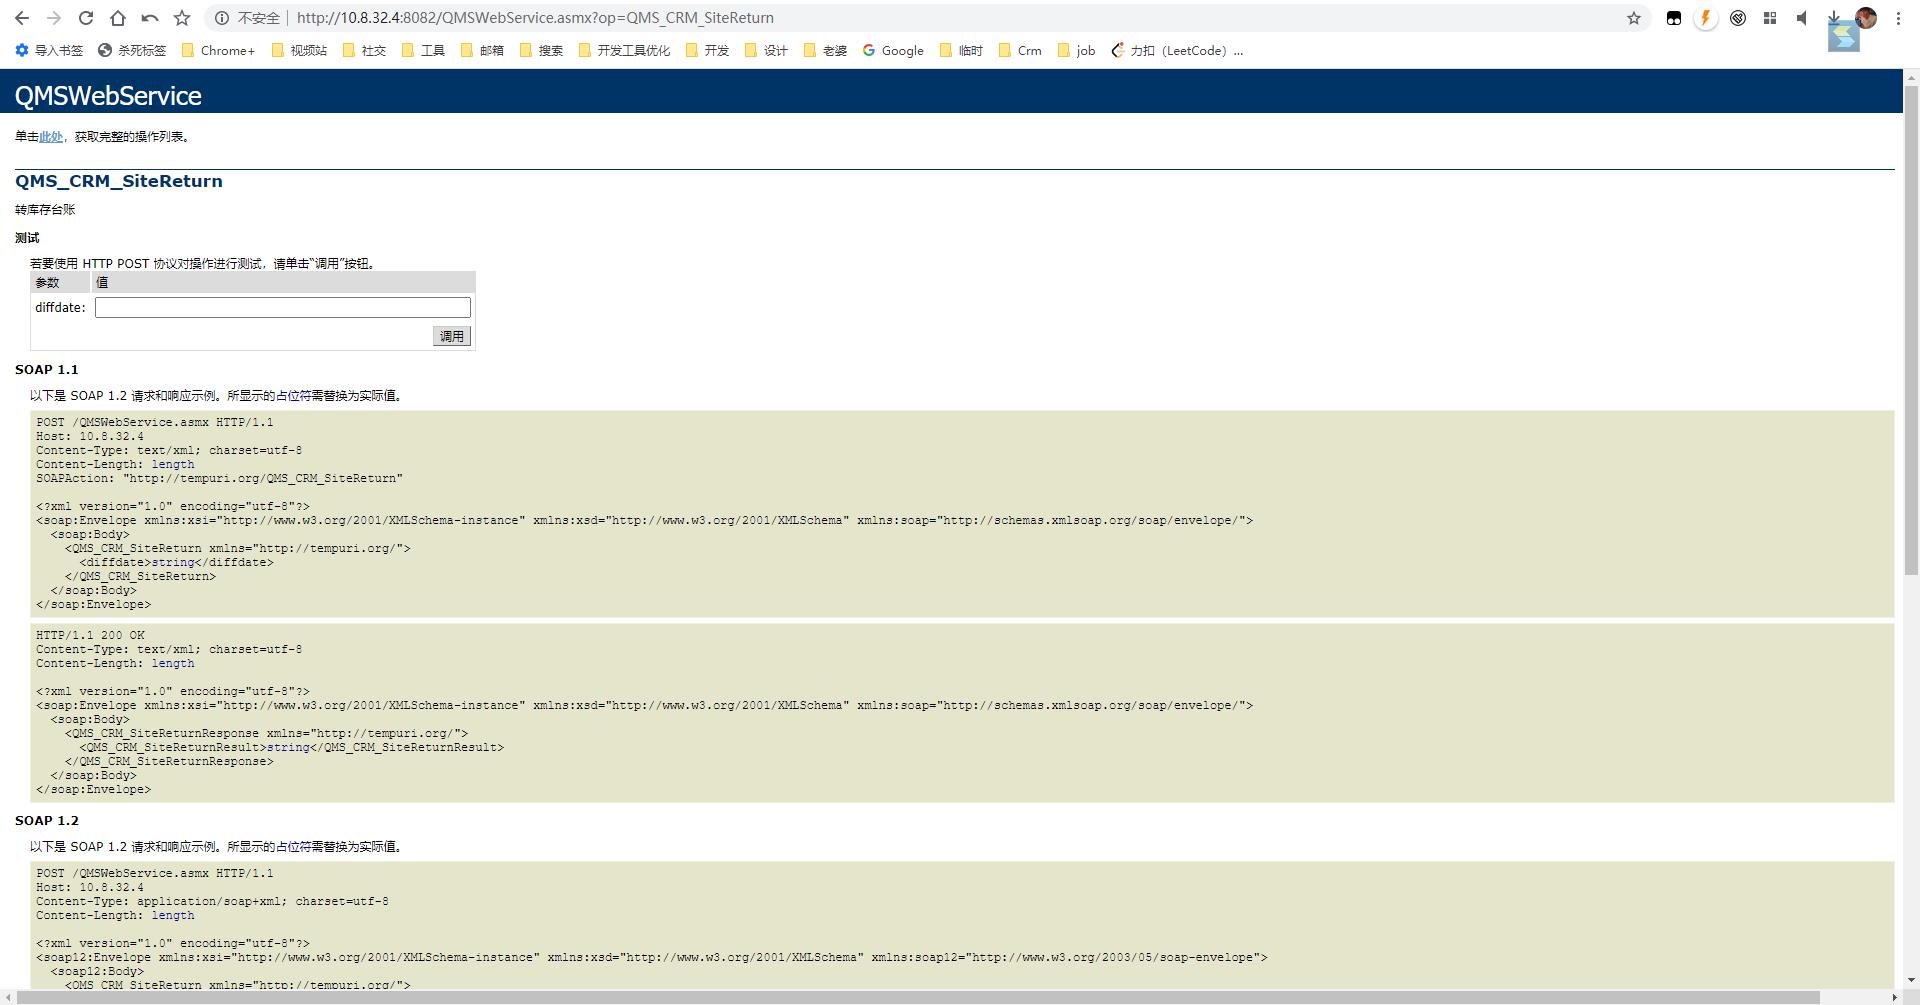 不安全 http://10.8.32.4:8082/QMSWebService.asmx?op=QMS_CRM_SiteReturn
导入书签 杀死标签 Chrome+ 视频站 社交 工具 邮箱 搜索 开发工具优化 开发 设计 老婆 Google 临时 Crm job 力扣（LeetCode）...
QMSWebService
单击此处，获取完整的操作列表。
QMS_CRM_SiteReturn
转库存台账
测试
若要使用 HTTP POST 协议对操作进行测试，请单击“调用”按钮。
参数 值
diffdate:
调用
SOAP 1.1
以下是 SOAP 1.2 请求和响应示例。所显示的占位符需替换为实际值。
POST /QMSWebService.asmx HTTP/1.1
Host: 10.8.32.4
Content-Type: text/xml; charset=utf-8
Content-Length: length
SOAPAction: "http://tempuri.org/QMS_CRM_SiteReturn"
<?xml version="1.0" encoding="utf-8"?>
<soap:Envelope xmlns:xsi="http://www.w3.org/2001/XMLSchema-instance" xmlns:xsd="http://www.w3.org/2001/XMLSchema" xmlns:soap="http://schemas.xmlsoap.org/soap/envelope/">
<soap:Body>
<QMS_CRM_SiteReturn xmlns="http://tempuri.org/">
<diffdate>string</diffdate>
</QMS_CRM_SiteReturn>
</soap:Body>
</soap:Envelope>
HTTP/1.1 200 OK
Content-Type: text/xml; charset=utf-8
Content-Length: length
<?xml version="1.0" encoding="utf-8"?>
<soap:Envelope xmlns:xsi="http://www.w3.org/2001/XMLSchema-instance" xmlns:xsd="http://www.w3.org/2001/XMLSchema" xmlns:soap="http://schemas.xmlsoap.org/soap/envelope/">
<soap:Body>
<QMS_CRM_SiteReturnResponse xmlns="http://tempuri.org/">
<QMS_CRM_SiteReturnResult>string</QMS_CRM_SiteReturnResult>
</QMS_CRM_SiteReturnResponse>
</soap:Body>
</soap:Envelope>
SOAP 1.2
以下是 SOAP 1.2 请求和响应示例。所显示的占位符需替换为实际值。
POST /QMSWebService.asmx HTTP/1.1
Host: 10.8.32.4
Content-Type: application/soap+xml; charset=utf-8
Content-Length: length
<?xml version="1.0" encoding="utf-8"?>
<soap12:Envelope xmlns:xsi="http://www.w3.org/2001/XMLSchema-instance" xmlns:xsd="http://www.w3.org/2001/XMLSchema" xmlns:soap12="http://www.w3.org/2003/05/soap-envelope">
<soap12:Body>
<QMS_CRM_SiteReturn xmlns="http://tempuri.org/">